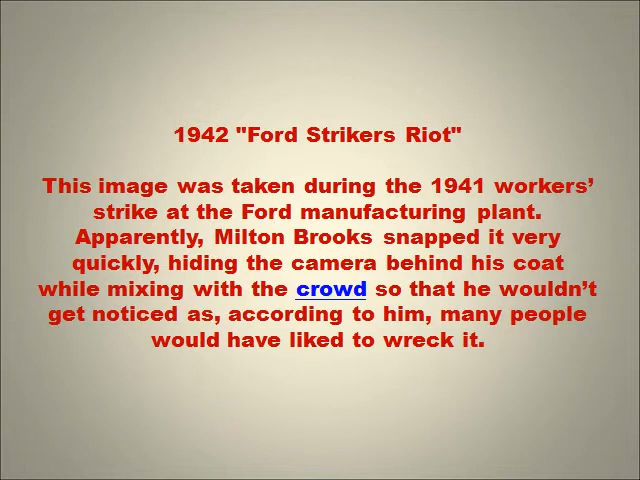 1942 "Ford Strikers Riot"
This image was taken during the 1941 workers’
strike at the Ford manufacturing plant.
Apparently, Milton Brooks snapped it very
quickly, hiding the camera behind his coat
while mixing with the crowd so that he wouldn’t
get noticed as, according to him, many people
would have liked to wreck it.